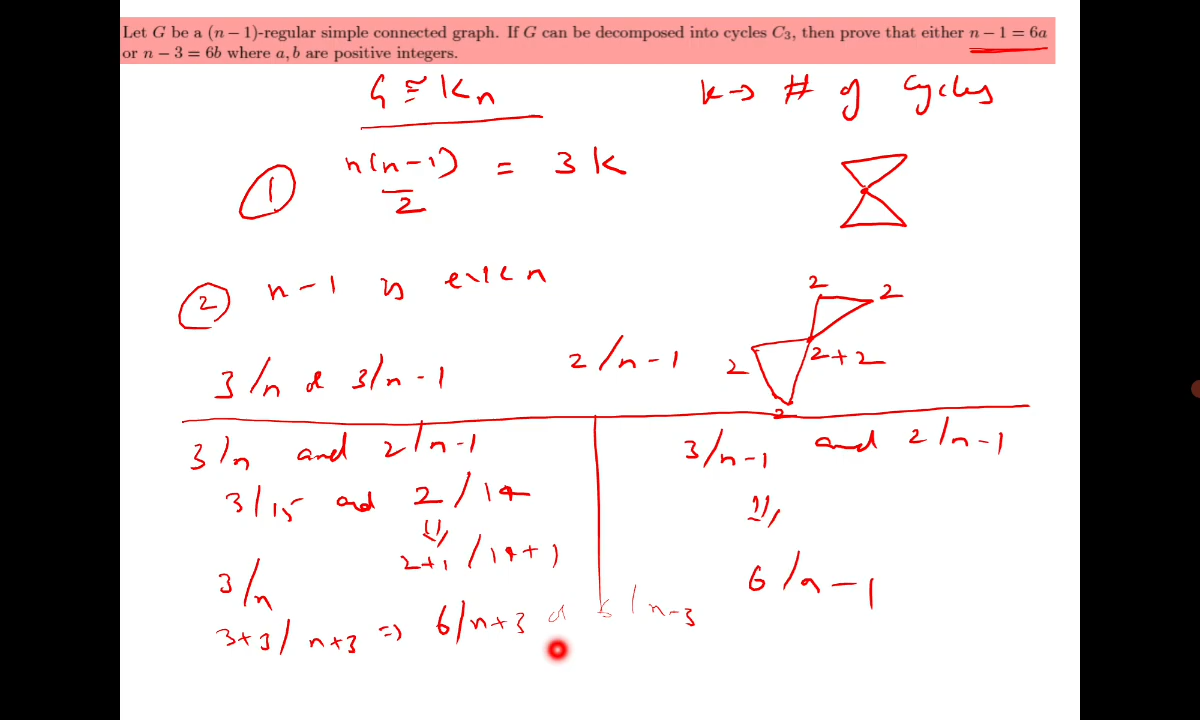 Let G be a (n − 1)-regular simple connected graph. If G can be decomposed into cycles C₃, then prove that either n − 1 = 6a
or n − 3 = 6b where a, b are positive integers.
G ≅ Kn
k → # of cycles
① n(n-1)/2 = 3k
② n-1 is even
2 2
3/n or 3/n-1
2/n-1
2 2+2
2
3/n and 2/n-1
3/n-1 and 2/n-1
3/15 and 2/14
⇓
⇓
2+1/14+1
3/n
6/n-1
3+3/n+3 ⇒ 6/n+3 or 6/n-3